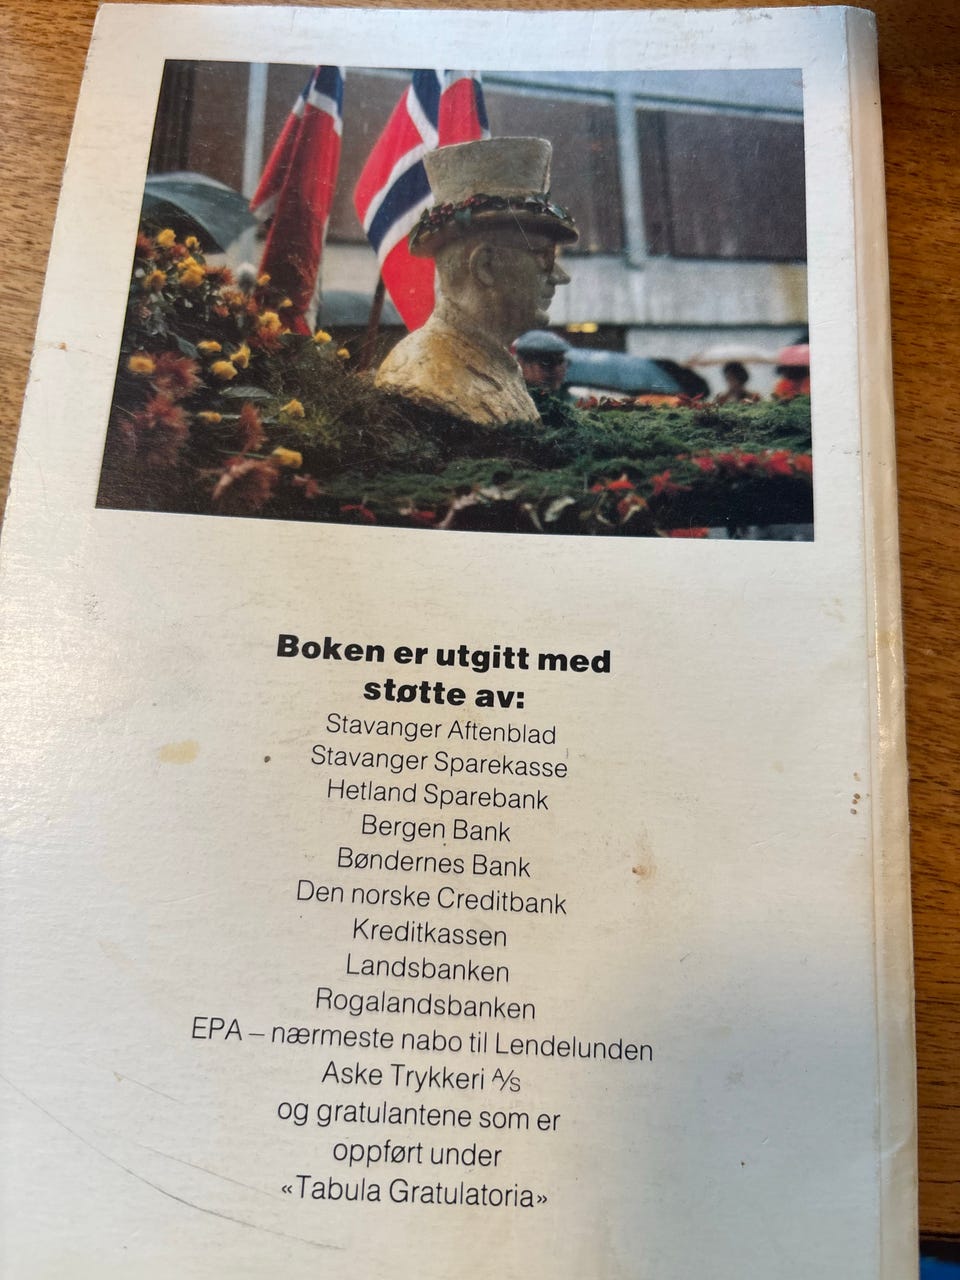 Boken er utgitt med
støtte av:
Stavanger Aftenblad
Stavanger Sparekasse
Hetland Sparebank
Bergen Bank
Bøndernes Bank
Den norske Creditbank
Kreditkassen
Landsbanken
Rogalandsbanken
EPA – nærmeste nabo til Lendelunden
Aske Trykkeri A/S
og gratulantene som er
oppført under
«Tabula Gratulatoria»